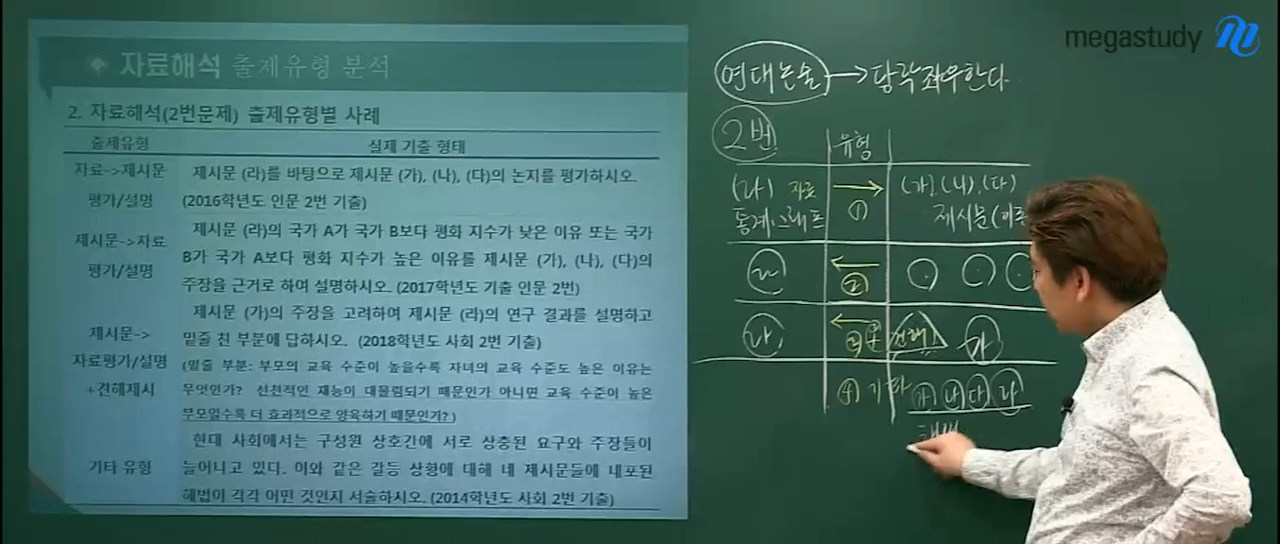 megastudy
❖ 자료해석 출제유형 분석
2. 자료해석(2번문제) 출제유형별 사례
출제유형 실제 기출 형태
자료->제시문
평가/설명
제시문 (라)를 바탕으로 제시문 (가), (나), (다)의 논지를 평가하시오.
(2016학년도 인문 2번 기출)
제시문->자료
평가/설명
제시문 (라)의 국가 A가 국가 B보다 평화 지수가 낮은 이유 또는 국가
B가 국가 A보다 평화 지수가 높은 이유를 제시문 (가), (나), (다)의
주장을 근거로 하여 설명하시오. (2017학년도 기출 인문 2번)
제시문->
자료평가/설명
+견해제시
제시문 (가)의 주장을 고려하여 제시문 (라)의 연구 결과를 설명하고
밑줄 친 부분에 답하시오. (2018학년도 사회 2번 기출)
(밑줄 부분: 부모의 교육 수준이 높을수록 자녀의 교육 수준도 높은 이유는
무엇인가? 선천적인 재능이 대물림되기 때문인가 아니면 교육 수준이 높은
부모일수록 더 효과적으로 양육하기 때문인가?)
기타 유형
현대 사회에서는 구성원 상호간에 서로 상충된 요구와 주장들이
늘어나고 있다. 이와 같은 갈등 상황에 대해 네 제시문들에 내포된
해법이 각각 어떤 것인지 서술하시오. (2014학년도 사회 2번 기출)
연대논술 → 당락좌우한다.
2번 유형
(라) 자료 → (가), (나), (다)
통계, 그래프 ① 제시문(이론
라 ← ②
라 ← ③ + 견해 가
④ 기타 가 나 다 라